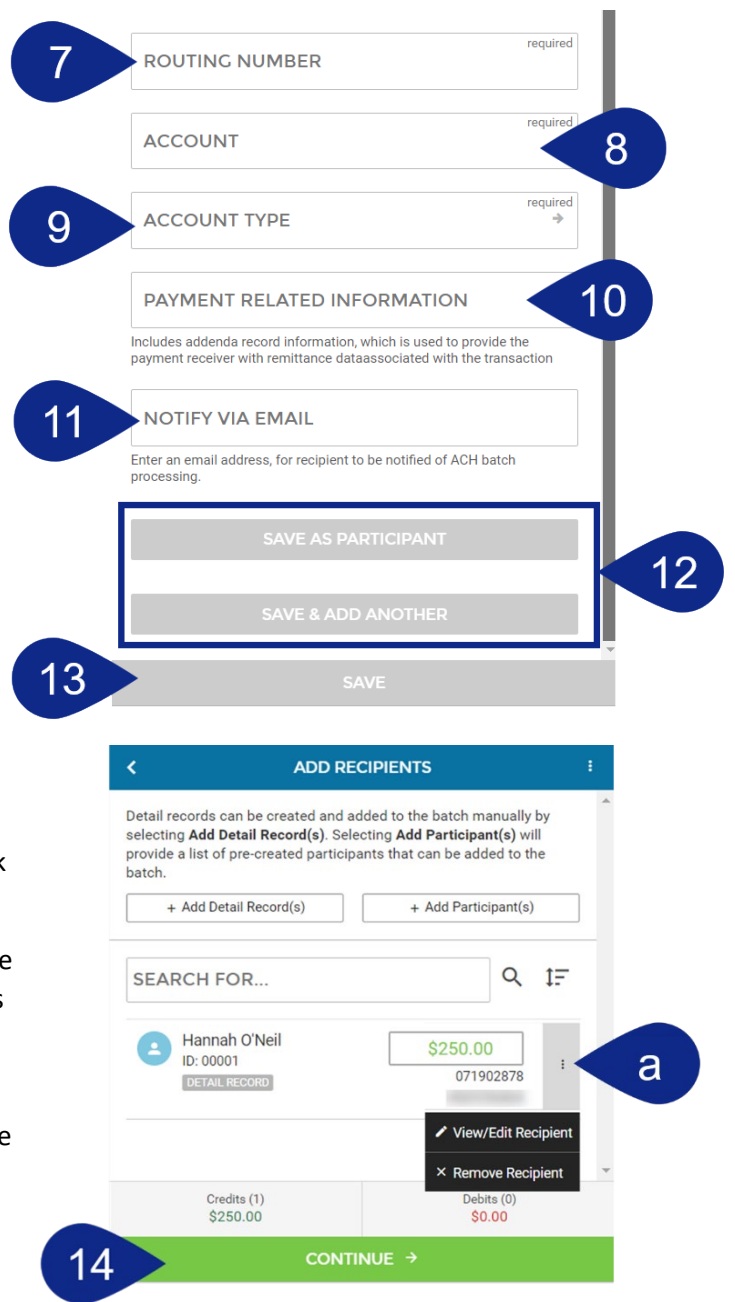 7
required
ROUTING NUMBER
required
ACCOUNT
8
9
required
ACCOUNT TYPE
10
PAYMENT RELATED INFORMATION
Includes addenda record information, which is used to provide the
payment receiver with remittance dataassociated with the transaction
11
NOTIFY VIA EMAIL
Enter an email address, for recipient to be notified of ACH batch
processing.
SAVE AS PARTICIPANT
12
SAVE & ADD ANOTHER
13
SAVE
ADD RECIPIENTS
Detail records can be created and added to the batch manually by
selecting Add Detail Record(s). Selecting Add Participant(s) will
provide a list of pre-created participants that can be added to the
batch.
+ Add Detail Record(s)
+ Add Participant(s)
SEARCH FOR...
Hannah O'Neil
ID: 00001
DETAIL RECORD
$250.00
071902878
a
View/Edit Recipient
Remove Recipient
Credits (1)
$250.00
Debits (0)
$0.00
14
CONTINUE